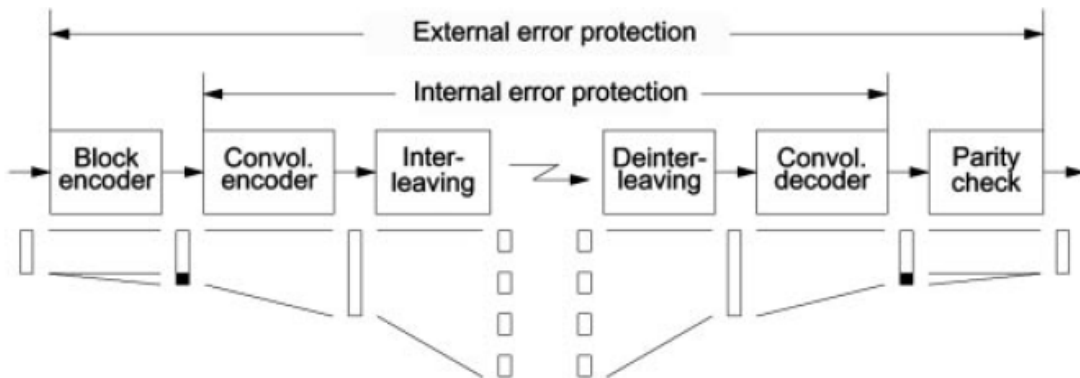 External error protection
Internal error protection
Block
encoder
Convol.
encoder
Inter-
leaving
Deinter-
leaving
Convol.
decoder
Parity
check